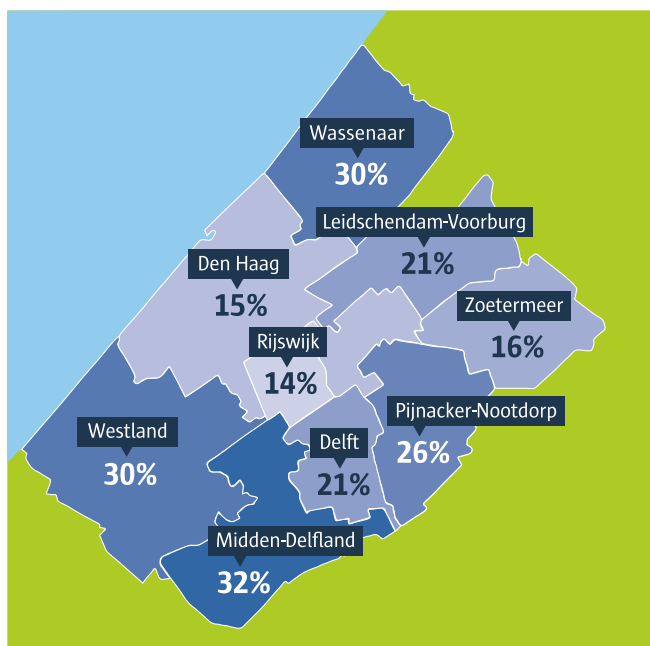 Wassenaar
30%
Leidschendam-Voorburg
21%
Den Haag
15%
Zoetermeer
16%
Rijswijk
14%
Pijnacker-Nootdorp
26%
Westland
30%
Delft
21%
Midden-Delfland
32%